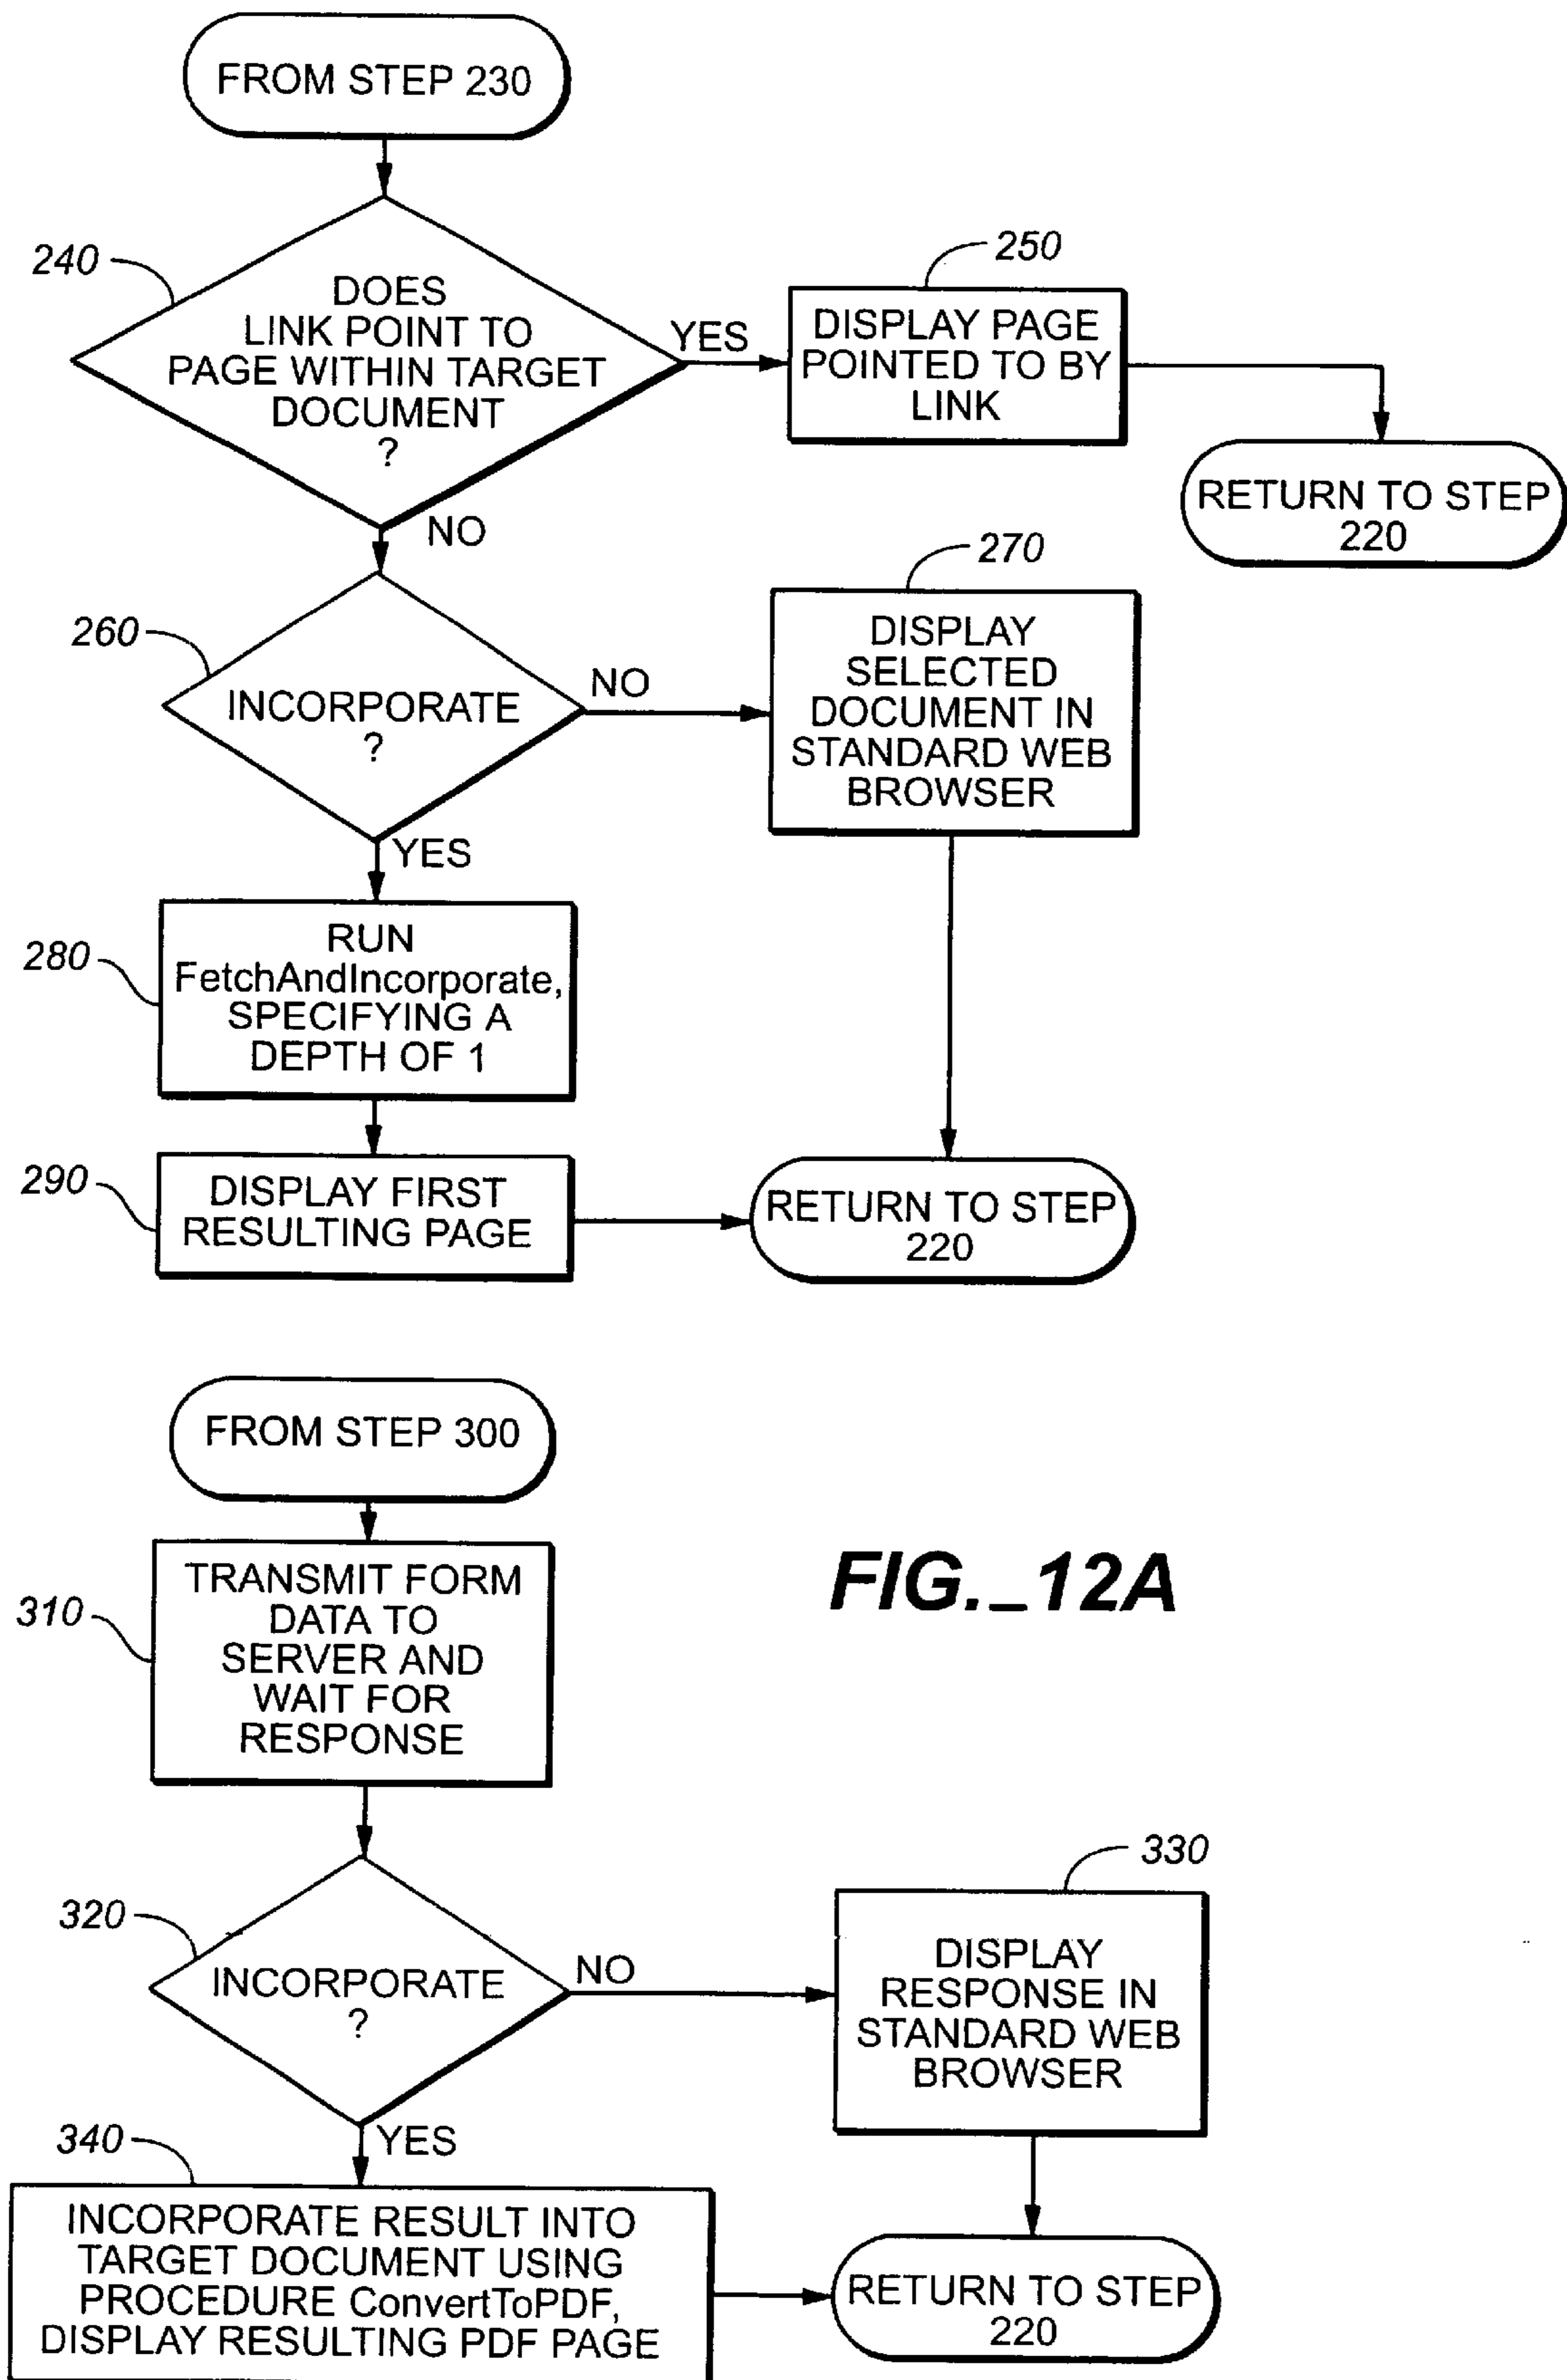 FROM STEP 230
240
DOES
LINK POINT TO
PAGE WITHIN TARGET
DOCUMENT
?
YES
250
DISPLAY PAGE
POINTED TO BY
LINK
RETURN TO STEP
220
NO
260
INCORPORATE
?
NO
270
DISPLAY
SELECTED
DOCUMENT IN
STANDARD WEB
BROWSER
YES
280
RUN
FetchAndIncorporate,
SPECIFYING A
DEPTH OF 1
290
DISPLAY FIRST
RESULTING PAGE
RETURN TO STEP
220
FROM STEP 300
310
TRANSMIT FORM
DATA TO
SERVER AND
WAIT FOR
RESPONSE
FIG._12A
320
INCORPORATE
?
NO
330
DISPLAY
RESPONSE IN
STANDARD WEB
BROWSER
YES
340
INCORPORATE RESULT INTO
TARGET DOCUMENT USING
PROCEDURE ConvertToPDF,
DISPLAY RESULTING PDF PAGE
RETURN TO STEP
220